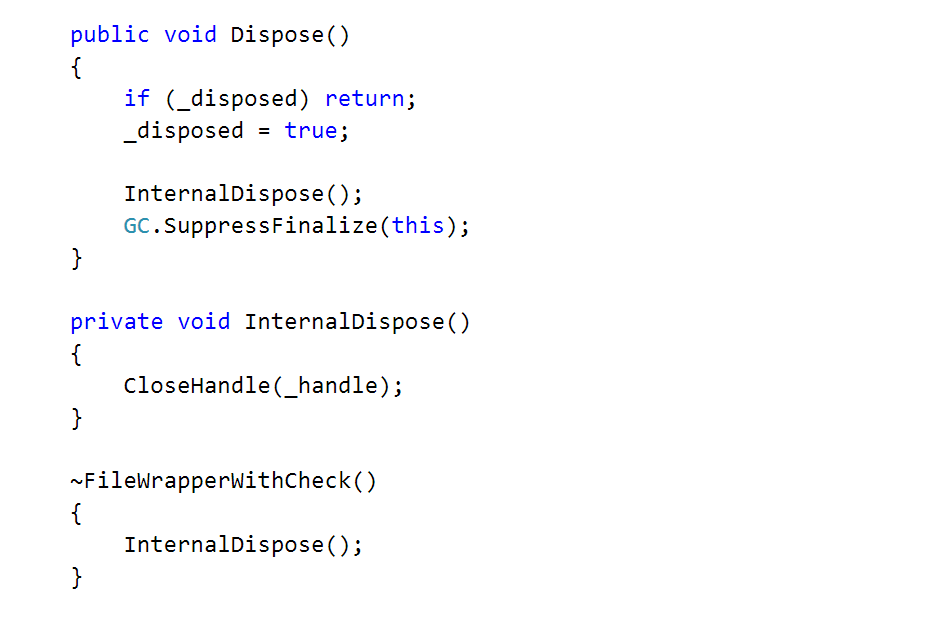 public void Dispose()
{
    if (_disposed) return;
    _disposed = true;

    InternalDispose();
    GC.SuppressFinalize(this);
}

private void InternalDispose()
{
    CloseHandle(_handle);
}

~FileWrapperWithCheck()
{
    InternalDispose();
}